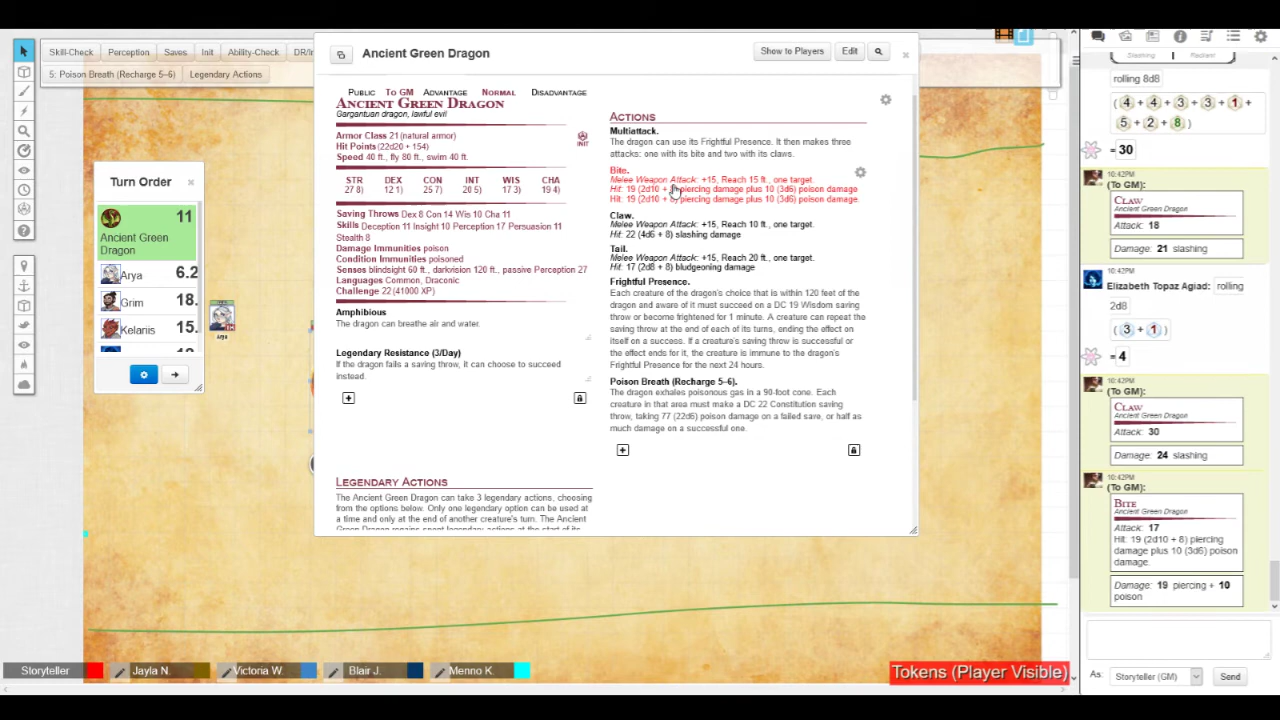 Skill-Check
Perception
Saves
Init
Ability-Check
5: Poison Breath (Recharge 5–6)
Legendary Actions
Turn Order
×
11
Ancient Green
Dragon
Arya
6.2
Grim
18.
Kelariis
15.
Ancient Green Dragon
Show to Players
Edit
×
PUBLIC TO GM ADVANTAGE NORMAL DISADVANTAGE
ANCIENT GREEN DRAGON
Gargantuan dragon, lawful evil
Armor Class 21 (natural armor)
Hit Points (22d20 + 154)
Speed 40 ft., fly 80 ft., swim 40 ft.
INIT
STR DEX CON INT WIS CHA
27 8) 12 1) 25 7) 20 5) 17 3) 19 4)
Saving Throws Dex 8 Con 14 Wis 10 Cha 11
Skills Deception 11 Insight 10 Perception 17 Persuasion 11
Stealth 8
Damage Immunities poison
Condition Immunities poisoned
Senses blindsight 60 ft., darkvision 120 ft., passive Perception 27
Languages Common, Draconic
Challenge 22 (41000 XP)
Amphibious
The dragon can breathe air and water.
Legendary Resistance (3/Day)
If the dragon fails a saving throw, it can choose to succeed
instead.
LEGENDARY ACTIONS
The Ancient Green Dragon can take 3 legendary actions, choosing
from the options below. Only one legendary option can be used at
a time and only at the end of another creature's turn. The Ancient
Green Dragon regains spent legendary actions at the start of its
ACTIONS
Multiattack.
The dragon can use its Frightful Presence. It then makes three
attacks: one with its bite and two with its claws.
Bite.
Melee Weapon Attack: +15, Reach 15 ft., one target.
Hit: 19 (2d10 + piercing damage plus 10 (3d6) poison damage
Hit: 19 (2d10 + piercing damage plus 10 (3d6) poison damage.
Claw.
Melee Weapon Attack: +15, Reach 10 ft., one target.
Hit: 22 (4d6 + 8) slashing damage
Tail.
Melee Weapon Attack: +15, Reach 20 ft., one target.
Hit: 17 (2d8 + 8) bludgeoning damage
Frightful Presence.
Each creature of the dragon's choice that is within 120 feet of the
dragon and aware of it must succeed on a DC 19 Wisdom saving
throw or become frightened for 1 minute. A creature can repeat the
saving throw at the end of each of its turns, ending the effect on
itself on a success. If a creature's saving throw is successful or
the effect ends for it, the creature is immune to the dragon's
Frightful Presence for the next 24 hours.
Poison Breath (Recharge 5–6).
The dragon exhales poisonous gas in a 90-foot cone. Each
creature in that area must make a DC 22 Constitution saving
throw, taking 77 (22d6) poison damage on a failed save, or half as
much damage on a successful one.
Slashing Radiant
rolling 8d8
(4+4+3+3+1+
5+2+8)
= 30
10:42PM
(To GM):
CLAW
Ancient Green Dragon
Attack: 18
Damage: 21 slashing
10:42PM
Elizabeth Topaz Agiad: rolling
2d8
(3+1)
= 4
10:42PM
(To GM):
CLAW
Ancient Green Dragon
Attack: 30
Damage: 24 slashing
10:42PM
(To GM):
BITE
Ancient Green Dragon
Attack: 17
Hit: 19 (2d10 + 8) piercing
damage plus 10 (3d6) poison
damage.
Damage: 19 piercing + 10
poison
As: Storyteller (GM) Send
Storyteller
Jayla N.
Victoria W.
Blair J.
Menno K.
Tokens (Player Visible)